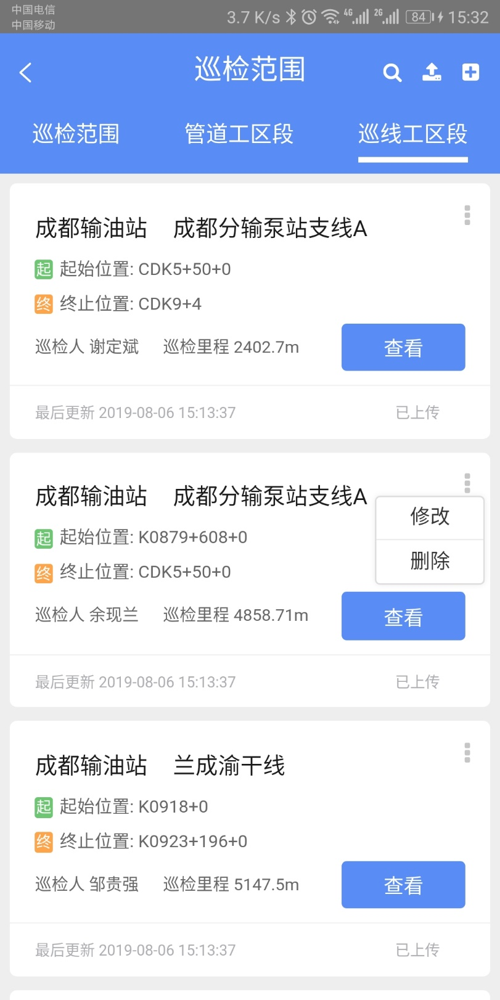 中国电信
中国移动
3.7 K/s 4G 2G 84 15:32
巡检范围
巡检范围 管道工区段 巡线工区段
成都输油站 成都分输泵站支线A
起 起始位置: CDK5+50+0
终 终止位置: CDK9+4
巡检人 谢定斌 巡检里程 2402.7m
查看
最后更新 2019-08-06 15:13:37 已上传
成都输油站 成都分输泵站支线A
修改
删除
起 起始位置: K0879+608+0
终 终止位置: CDK5+50+0
巡检人 余现兰 巡检里程 4858.71m
查看
最后更新 2019-08-06 15:13:37 已上传
成都输油站 兰成渝干线
起 起始位置: K0918+0
终 终止位置: K0923+196+0
巡检人 邹贵强 巡检里程 5147.5m
查看
最后更新 2019-08-06 15:13:37 已上传